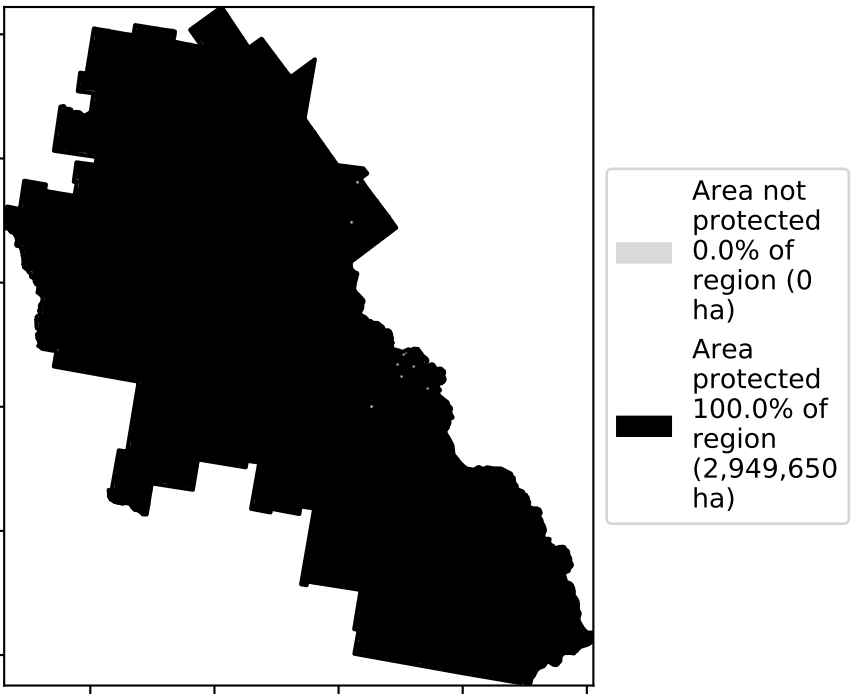 Area not
protected
0.0% of
region (0
ha)
Area
protected
100.0% of
region
(2,949,650
ha)